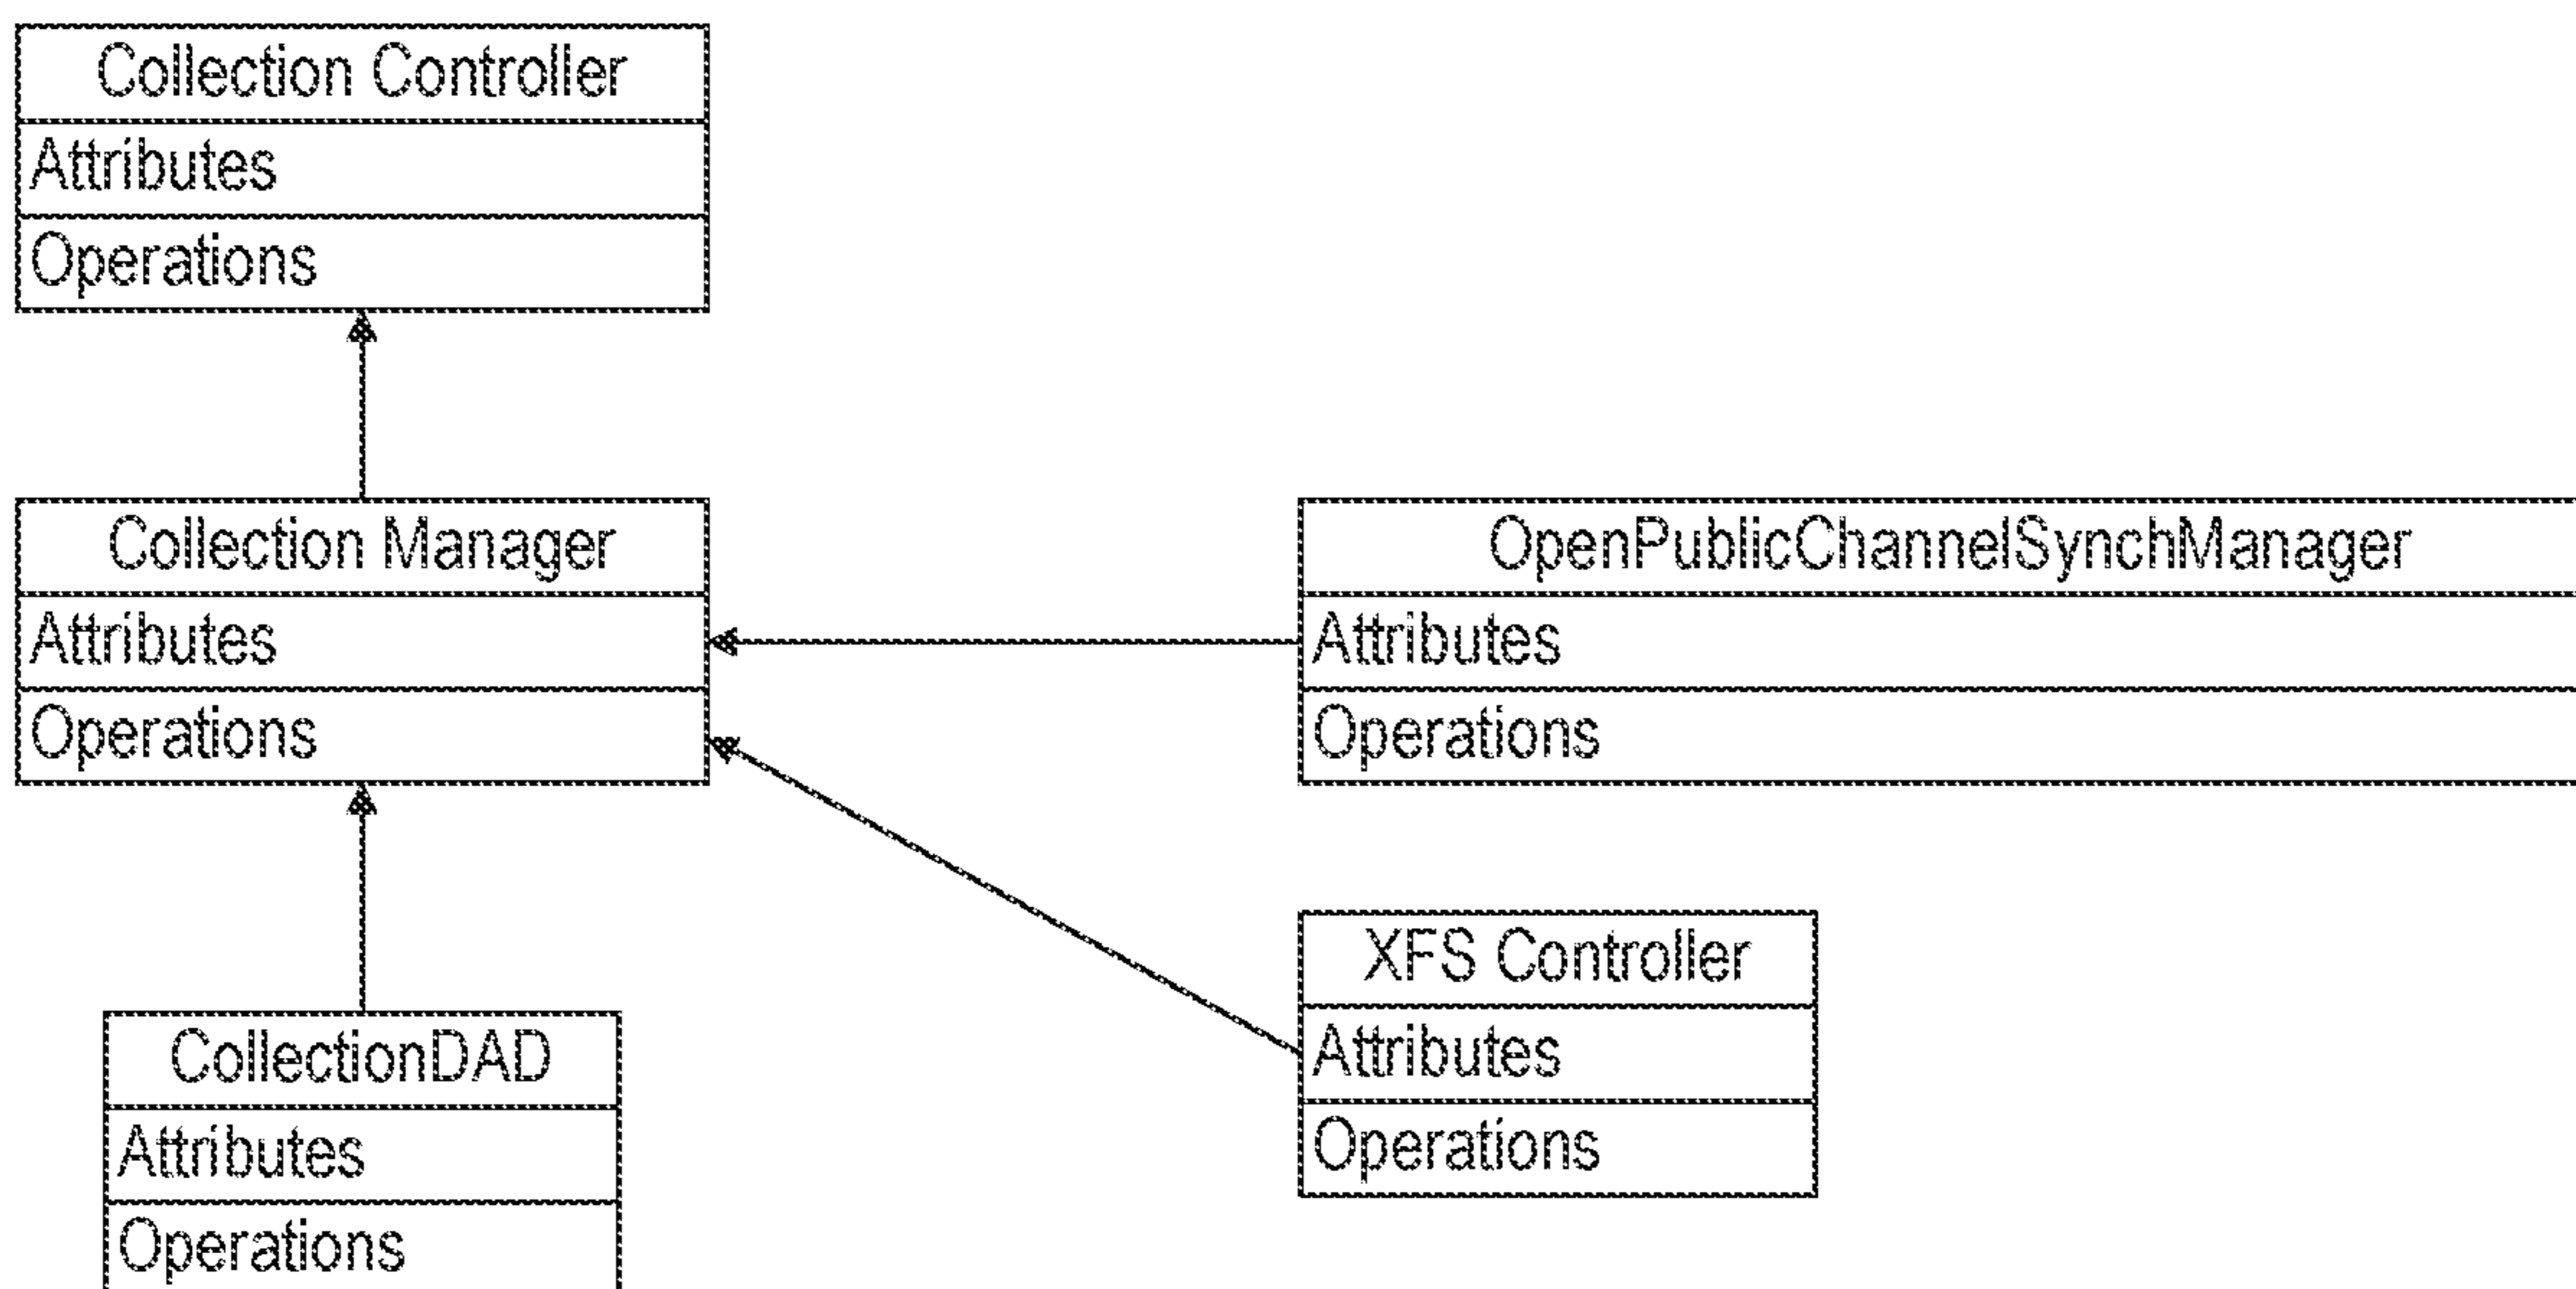 Collection Controller
Attributes
Operations
Collection Manager
Attributes
Operations
OpenPublicChannelSynchManager
Attributes
Operations
XFS Controller
Attributes
Operations
CollectionDAD
Attributes
Operations